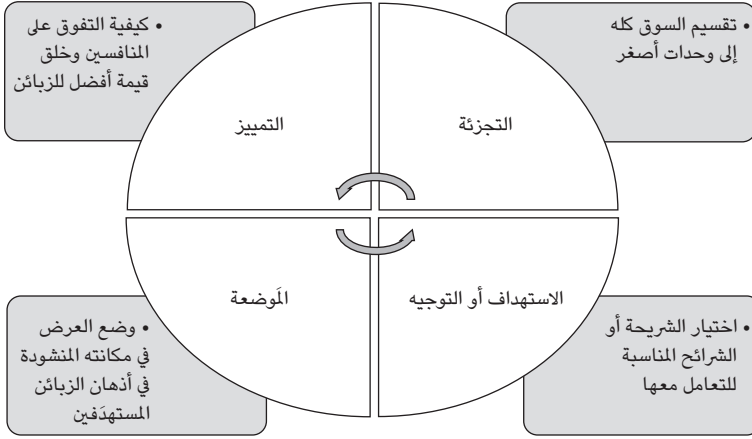 • تقسيم السوق كله
إلى وحدات أصغر
• كيفية التفوق على
المنافسين وخلق
قيمة أفضل للزبائن
التجزئة
التمييز
الاستهداف أو التوجيه
المَوضعة
• اختيار الشريحة أو
الشرائح المناسبة
للتعامل معها
• وضع العرض
في مكانته المنشودة
في أذهان الزبائن
المستهدَفين